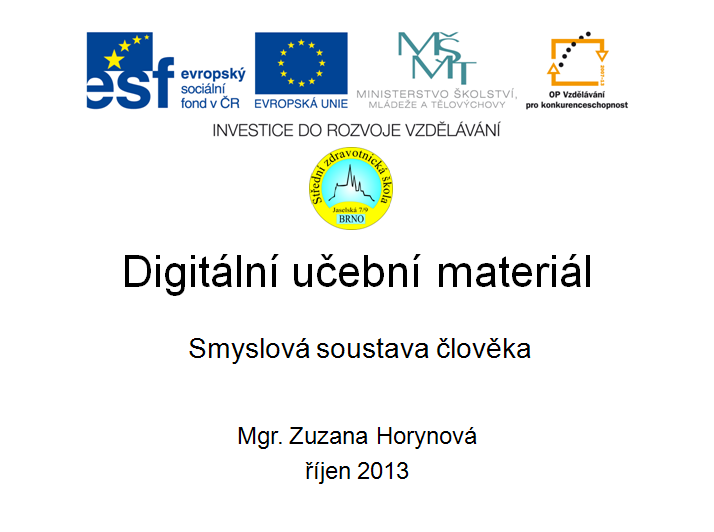 esf evropský
sociální
fond v ČR
EVROPSKÁ UNIE
MŠMT
MINISTERSTVO ŠKOLSTVÍ,
MLÁDEŽE A TĚLOVÝCHOVY
2007-13
OP Vzdělávání
pro konkurenceschopnost
INVESTICE DO ROZVOJE VZDĚLÁVÁNÍ
Střední zdravotnická škola
Jaselská 7/9
BRNO
Digitální učební materiál
Smyslová soustava člověka
Mgr. Zuzana Horynová
říjen 2013